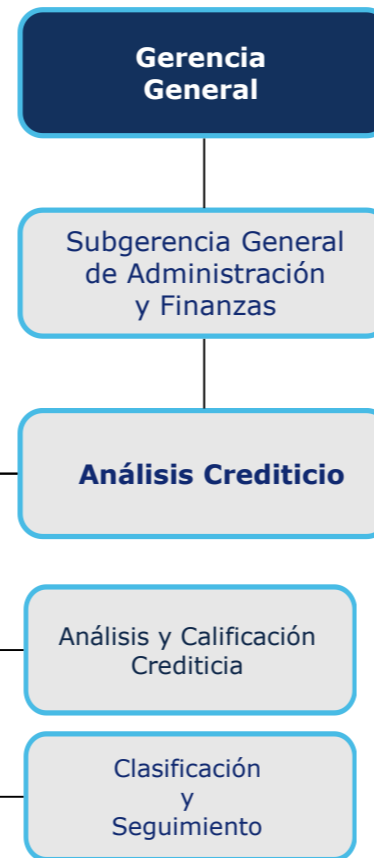 Gerencia
General
Subgerencia General
de Administración
y Finanzas
Análisis Crediticio
Análisis y Calificación
Crediticia
Clasificación
y
Seguimiento